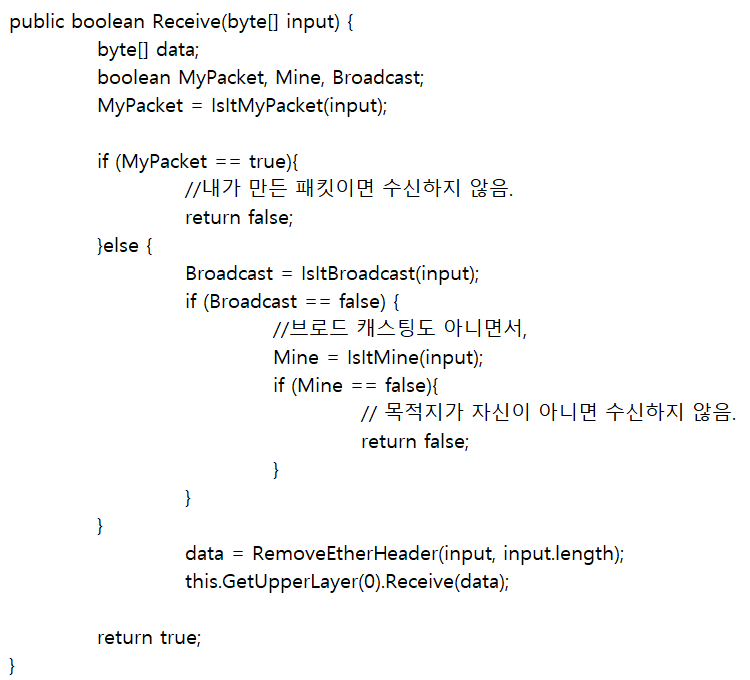 public boolean Receive(byte[] input) {
byte[] data;
boolean MyPacket, Mine, Broadcast;
MyPacket = IsItMyPacket(input);
if (MyPacket == true){
//내가 만든 패킷이면 수신하지 않음.
return false;
}else {
Broadcast = IsItBroadcast(input);
if (Broadcast == false) {
//브로드 캐스팅도 아니면서,
Mine = IsItMine(input);
if (Mine == false){
// 목적지가 자신이 아니면 수신하지 않음.
return false;
}
}
}
data = RemoveEtherHeader(input, input.length);
this.GetUpperLayer(0).Receive(data);
return true;
}